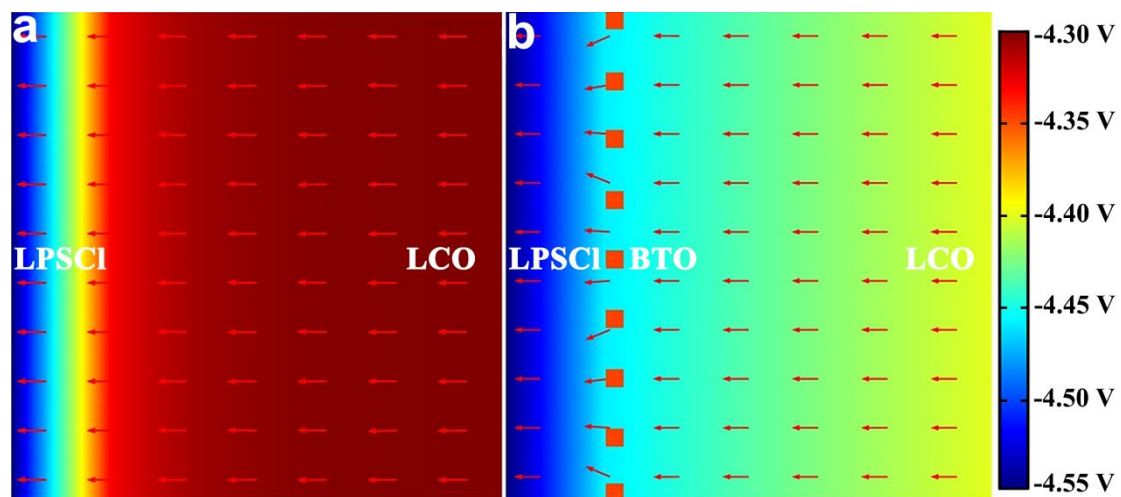 a
b
LPSCl
LCO
LPSCl
BTO
LCO
-4.30 V
-4.35 V
-4.40 V
-4.45 V
-4.50 V
-4.55 V